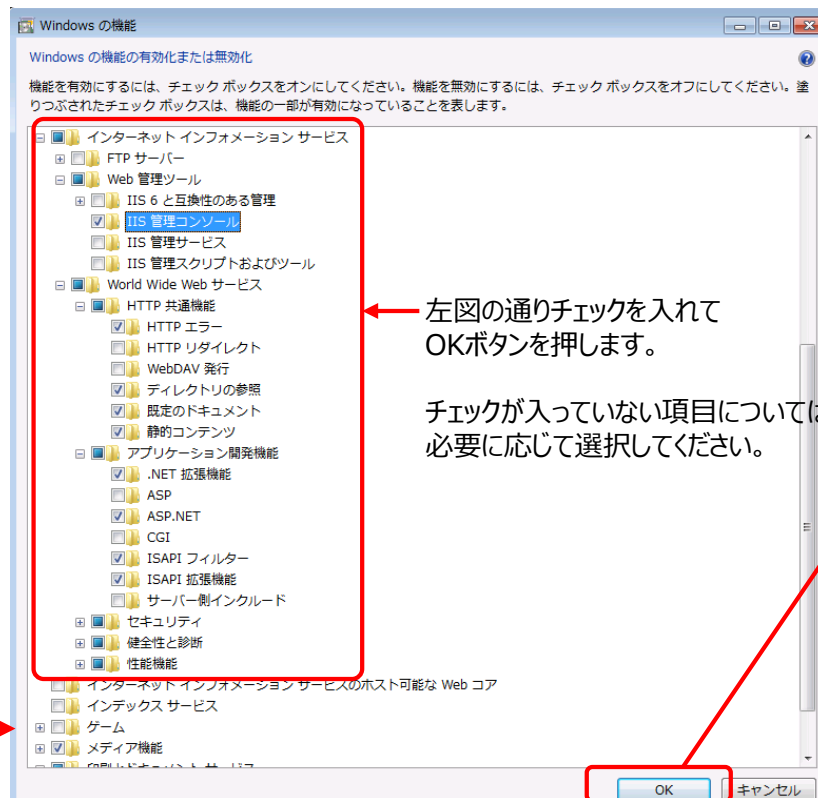 Windows の機能
Windows の機能の有効化または無効化
機能を有効にするには、チェック ボックスをオンにしてください。機能を無効にするには、チェック ボックスをオフにしてください。塗
りつぶされたチェック ボックスは、機能の一部が有効になっていることを表します。
インターネット インフォメーション サービス
FTP サーバー
Web 管理ツール
IIS 6 と互換性のある管理
IIS 管理コンソール
IIS 管理サービス
IIS 管理スクリプトおよびツール
World Wide Web サービス
HTTP 共通機能
HTTP エラー
HTTP リダイレクト
WebDAV 発行
ディレクトリの参照
既定のドキュメント
静的コンテンツ
アプリケーション開発機能
.NET 拡張機能
ASP
ASP.NET
CGI
ISAPI フィルター
ISAPI 拡張機能
サーバー側インクルード
セキュリティ
健全性と診断
性能機能
インターネット インフォメーション サービスのホスト可能な Web コア
インデックス サービス
ゲーム
メディア機能
印刷とドキュメント サービス
左図の通りチェックを入れて
OKボタンを押します。
チェックが入っていない項目については
必要に応じて選択してください。
OK
キャンセル